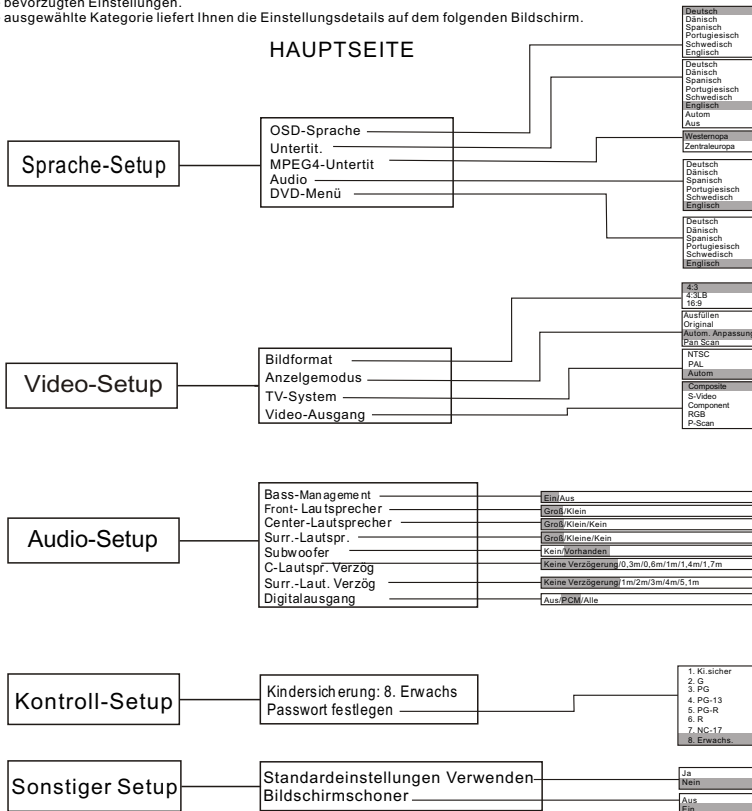 bevorzugten Einstellungen.
ausgewählte Kategorie liefert Ihnen die Einstellungsdetails auf dem folgenden Bildschirm.
HAUPTSEITE
Sprache-Setup
OSD-Sprache
Untertit.
MPEG4-Untertit
Audio
DVD-Menü
Deutsch
Dänisch
Spanisch
Portugiesisch
Schwedisch
Englisch
Deutsch
Dänisch
Spanisch
Portugiesisch
Schwedisch
Englisch
Autom
Aus
Westernopa
Zentraleuropa
Deutsch
Dänisch
Spanisch
Portugiesisch
Schwedisch
Englisch
Deutsch
Dänisch
Spanisch
Portugiesisch
Schwedisch
Englisch
Video-Setup
Bildformat
Anzelgemodus
TV-System
Video-Ausgang
4:3
4:3LB
16:9
Ausfüllen
Original
Autom. Anpassung
Pan Scan
NTSC
PAL
Autom
Composite
S-Video
Component
RGB
P-Scan
Audio-Setup
Bass-Management
Front- Lautsprecher
Center-Lautsprecher
Surr.-Lautspr.
Subwoofer
C-Lautspr. Verzög
Surr.-Laut. Verzög
Digitalausgang
Ein/Aus
Groß/Klein
Groß/Klein/Kein
Groß/Kleine/Kein
Kein/Vorhanden
Keine Verzögerung/0,3m/0,6m/1m/1,4m/1,7m
Keine Verzögerung/1m/2m/3m/4m/5,1m
Aus/PCM/Alle
Kontroll-Setup
Kindersicherung: 8. Erwachs
Passwort festlegen
1. Ki.sicher
2. G
3. PG
4. PG-13
5. PG-R
6. R
7. NC-17
8. Erwachs.
Sonstiger Setup
Standardeinstellungen Verwenden
Bildschirmschoner
Ja
Nein
Aus
Ein